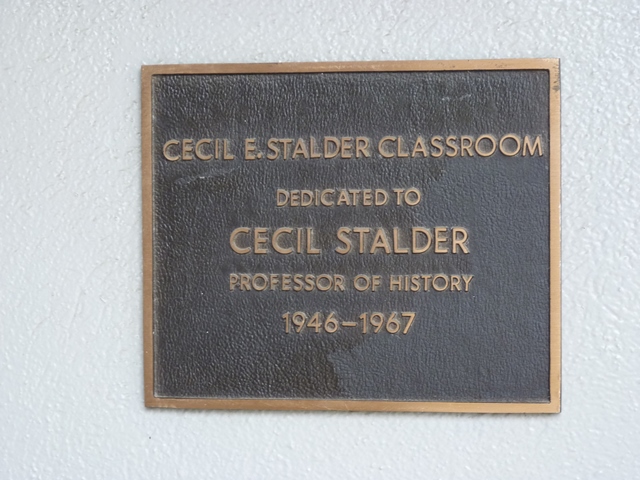 CECIL E. STALDER CLASSROOM
DEDICATED TO
CECIL STALDER
PROFESSOR OF HISTORY
1946-1967